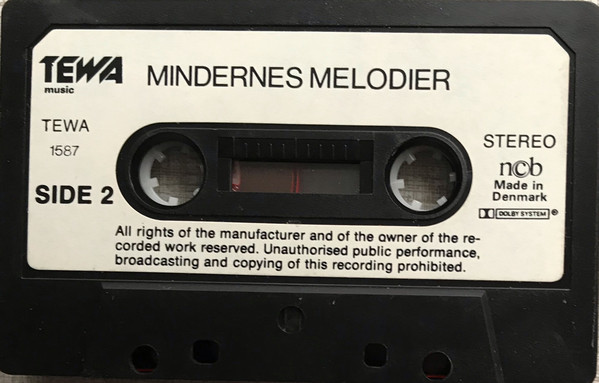 TEWA
music
MINDERNES MELODIER
TEWA
1587
SIDE 2
STEREO
ncb
Made in
Denmark
DOLBY SYSTEM ®
All rights of the manufacturer and of the owner of the re-
corded work reserved. Unauthorised public performance,
broadcasting and copying of this recording prohibited.